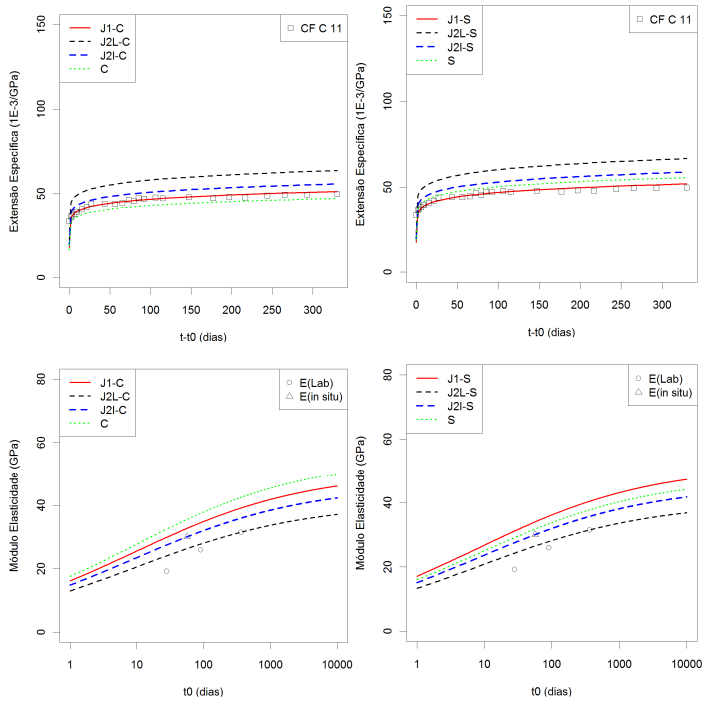 J1-C
J2L-C
J2I-C
C
CF C 11
Extensão Específica (1E-3/GPa)
0
50
100
150
0 50 100 150 200 250 300
t-t0 (dias)
J1-S
J2L-S
J2I-S
S
CF C 11
Extensão Específica (1E-3/GPa)
0
50
100
150
0 50 100 150 200 250 300
t-t0 (dias)
J1-C
J2L-C
J2I-C
C
E(Lab)
E(in situ)
Módulo Elasticidade (GPa)
0
20
40
60
80
1 10 100 1000 10000
t0 (dias)
J1-S
J2L-S
J2I-S
S
E(Lab)
E(in situ)
Módulo Elasticidade (GPa)
0
20
40
60
80
1 10 100 1000 10000
t0 (dias)